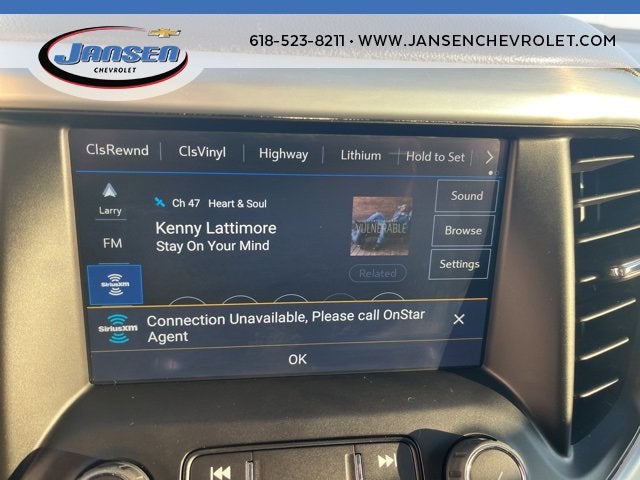 JANSEN
CHEVROLET
618-523-8211 • WWW.JANSENCHEVROLET.COM
ClsRewnd ClsVinyl Highway Lithium Hold to Set
Larry
FM
SiriusXM
Ch 47 Heart & Soul
Kenny Lattimore
Stay On Your Mind
VULNERABLE
Related
Sound
Browse
Settings
SiriusXM
Connection Unavailable, Please call OnStar
Agent
OK